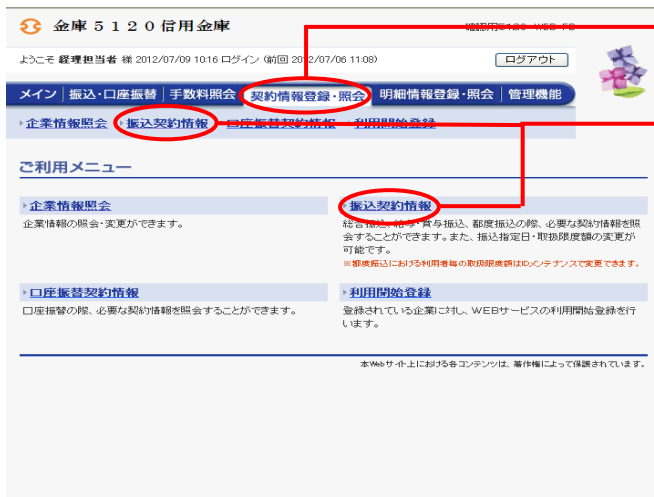 金庫5120信用金庫
ようこそ 経理担当者 様 2012/07/09 10:16 ログイン (前回 2012/07/06 11:08)
ログアウト
メイン 振込・口座振替 手数料照会 契約情報登録・照会 明細情報登録・照会 管理機能
企業情報照会 振込契約情報 口座振替契約情報 利用開始登録
ご利用メニュー
企業情報照会
企業情報の照会・変更ができます。
振込契約情報
総合振込、給与・賞与振込、都度振込の際、必要な契約情報を照
会することができます。また、振込指定日・取扱限度額の変更が
可能です。
※都度振込における利用者毎の取扱限度額はIDメンテナンスで変更できます。
口座振替契約情報
口座振替の際、必要な契約情報を照会することができます。
利用開始登録
登録されている企業に対し、WEBサービスの利用開始登録を行
います。
本Webサイト上における各コンテンツは、著作権によって保護されています。